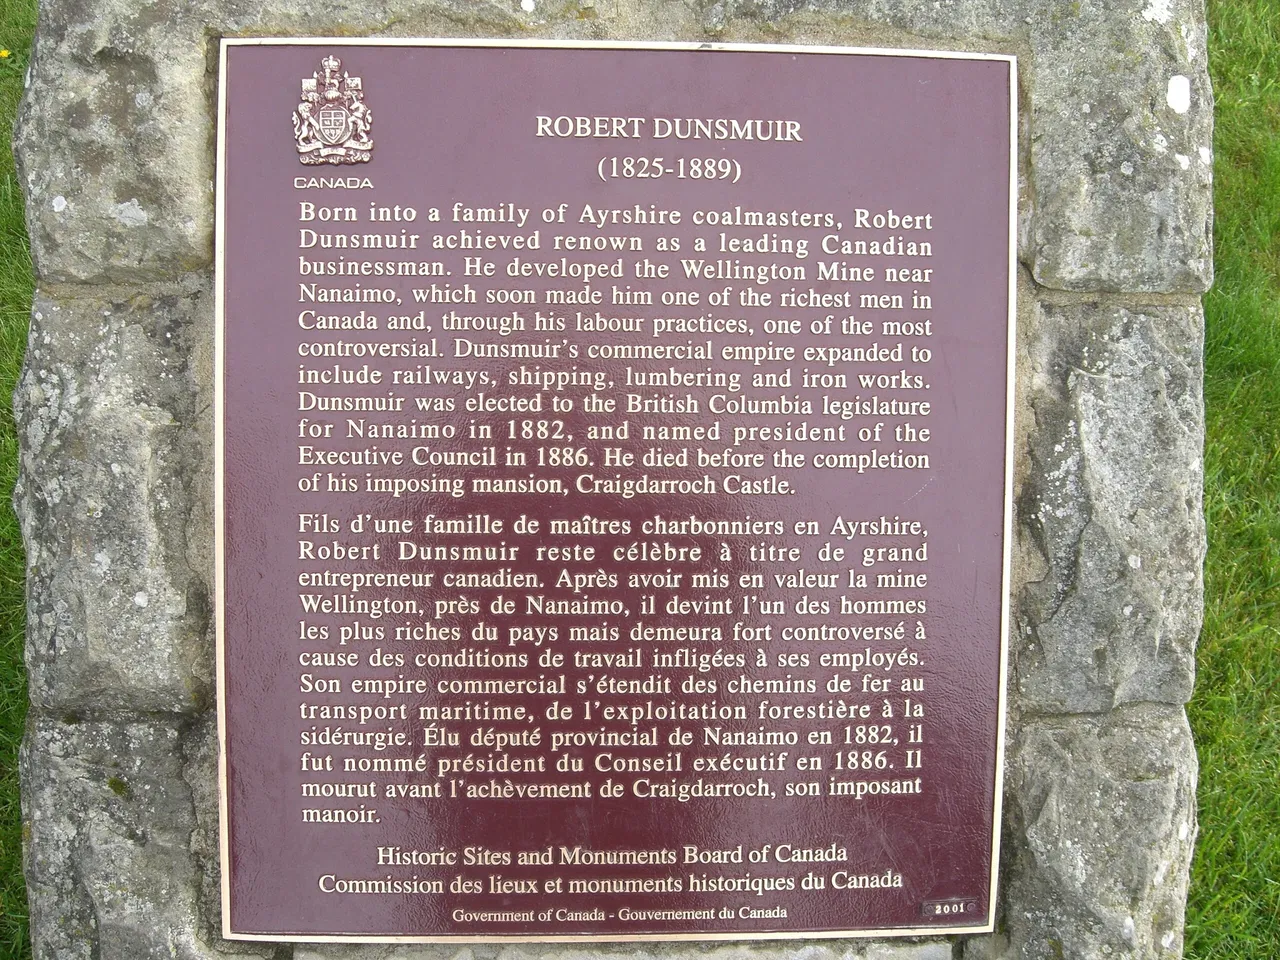 CANADA
ROBERT DUNSMUIR
(1825-1889)
Born into a family of Ayrshire coalmasters, Robert
Dunsmuir achieved renown as a leading Canadian
businessman. He developed the Wellington Mine near
Nanaimo, which soon made him one of the richest men in
Canada and, through his labour practices, one of the most
controversial. Dunsmuir's commercial empire expanded to
include railways, shipping, lumbering and iron works.
Dunsmuir was elected to the British Columbia legislature
for Nanaimo in 1882, and named president of the
Executive Council in 1886. He died before the completion
of his imposing mansion, Craigdarroch Castle.
Fils d'une famille de maîtres charbonniers en Ayrshire,
Robert Dunsmuir reste célèbre à titre de grand
entrepreneur canadien. Après avoir mis en valeur la mine
Wellington, près de Nanaimo, il devint l'un des hommes
les plus riches du pays mais demeura fort controversé à
cause des conditions de travail infligées à ses employés.
Son empire commercial s'étendit des chemins de fer au
transport maritime, de l'exploitation forestière à la
sidérurgie. Élu député provincial de Nanaimo en 1882, il
fut nommé président du Conseil exécutif en 1886. Il
mourut avant l'achèvement de Craigdarroch, son imposant
manoir.
Historic Sites and Monuments Board of Canada
Commission des lieux et monuments historiques du Canada
Government of Canada - Gouvernement du Canada
2001